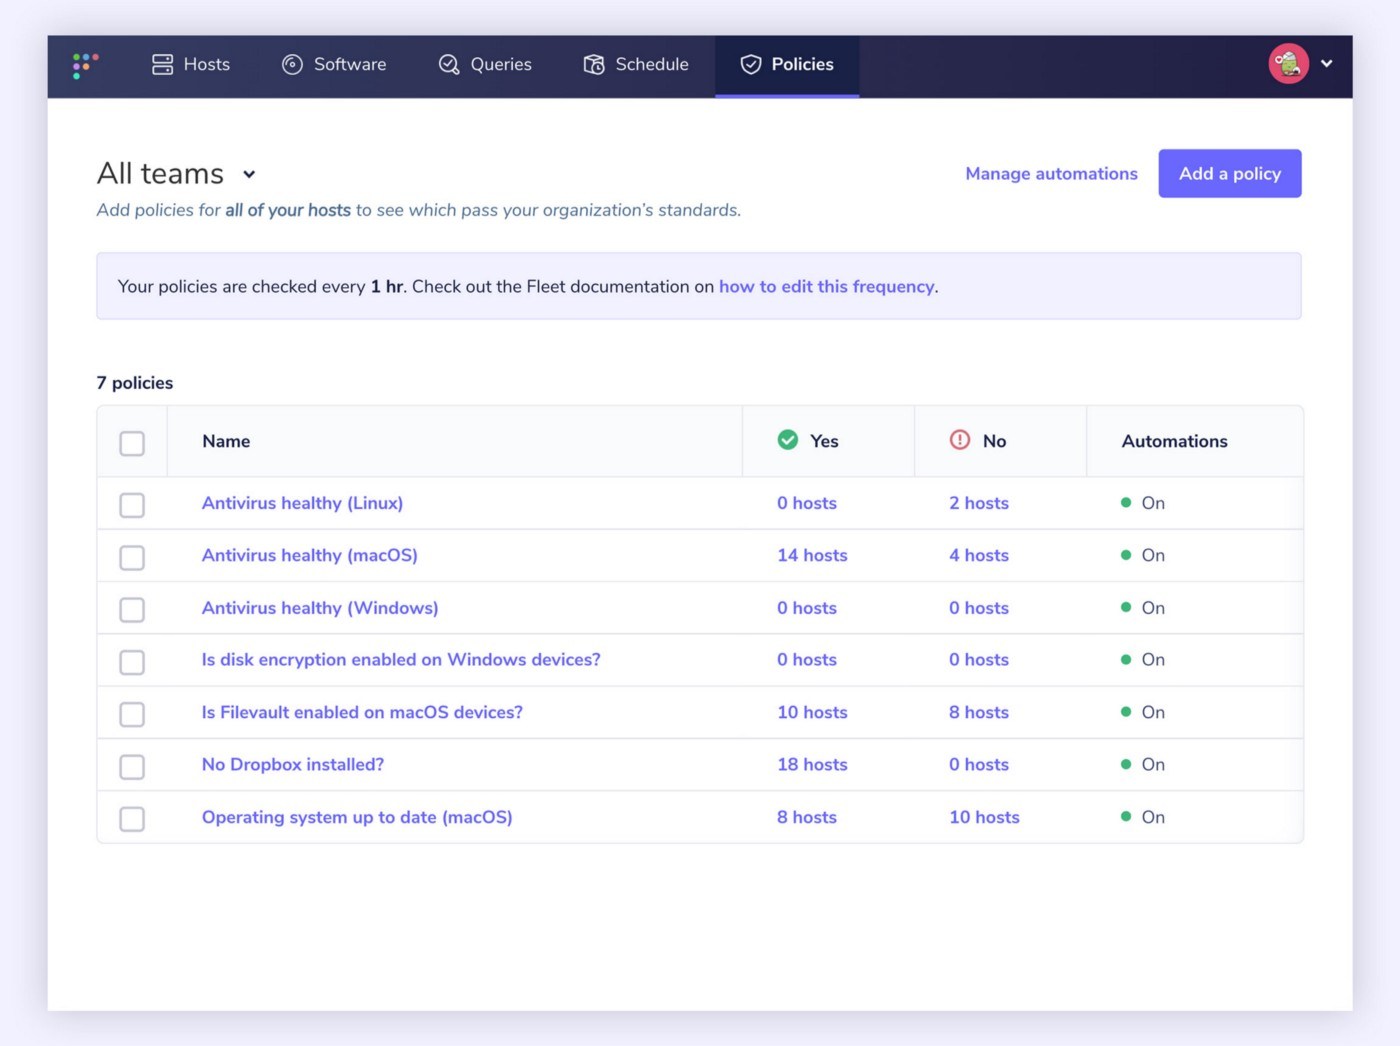 Hosts Software Queries Schedule Policies
All teams
Manage automations Add a policy
Add policies for all of your hosts to see which pass your organization's standards.
Your policies are checked every 1 hr. Check out the Fleet documentation on how to edit this frequency.
7 policies
Name Yes No Automations
Antivirus healthy (Linux) 0 hosts 2 hosts On
Antivirus healthy (macOS) 14 hosts 4 hosts On
Antivirus healthy (Windows) 0 hosts 0 hosts On
Is disk encryption enabled on Windows devices? 0 hosts 0 hosts On
Is Filevault enabled on macOS devices? 10 hosts 8 hosts On
No Dropbox installed? 18 hosts 0 hosts On
Operating system up to date (macOS) 8 hosts 10 hosts On